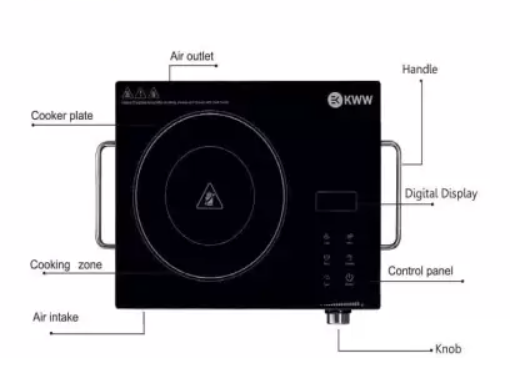 Air outlet
Handle
KWW
Cooker plate
Digital Display
Cooking zone
Control panel
Air intake
Knob